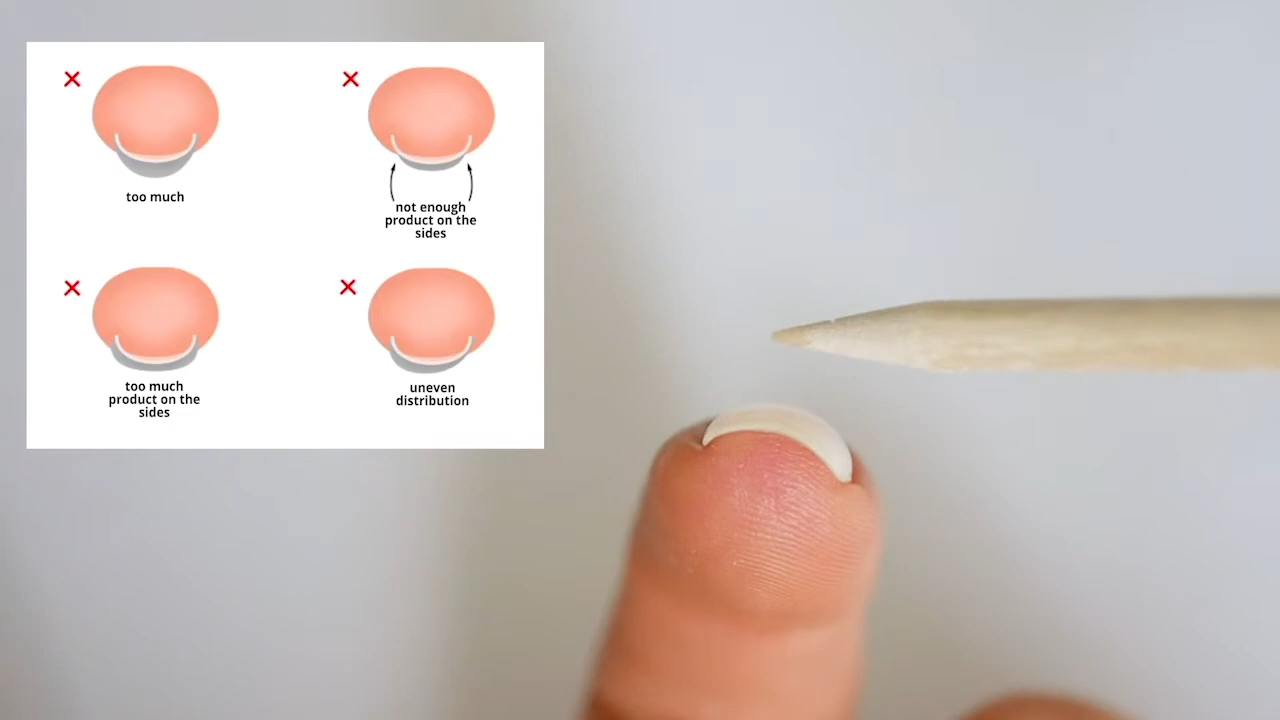 too much
not enough
product on the
sides
too much
product on the
sides
uneven
distribution